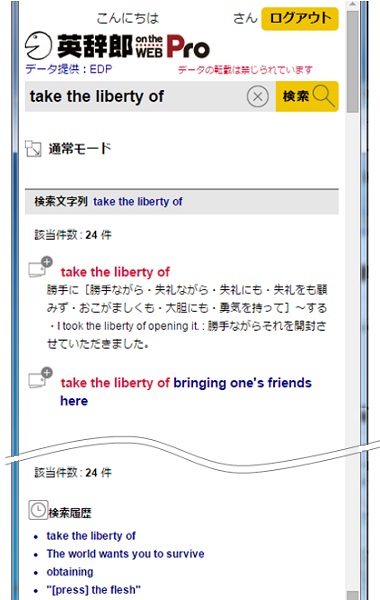 こんにちは さん ログアウト
英辞郎 on the WEB Pro
データ提供：EDP データの転載は禁じられています
take the liberty of 検索
通常モード
検索文字列 take the liberty of
該当件数 : 24 件
take the liberty of
勝手に［勝手ながら・失礼ながら・失礼にも・失礼をも顧
みず・おこがましくも・大胆にも・勇気を持って］～する
・I took the liberty of opening it. : 勝手ながらそれを開封さ
せていただきました。
take the liberty of bringing one's friends
here
該当件数 : 24 件
検索履歴
• take the liberty of
• The world wants you to survive
• obtaining
• "[press] the flesh"